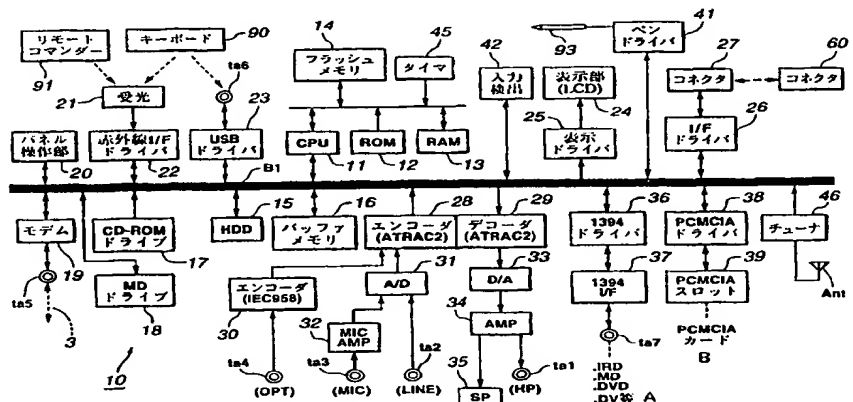 リモート
コマンダー
91
キーボード
90
14
フラッシュ
メモリ
45
タイマ
42
入力
検出
表示部
(LCD)
93
ペン
ドライバ
41
27
コネクタ
60
コネクタ
21
受光
ta6
23
24
25
26
パネル
操作部
20
赤外線I/F
ドライバ
22
USB
ドライバ
B1
CPU
11
ROM
12
RAM
13
表示
ドライバ
I/F
ドライバ
モデム
19
CD-ROM
ドライブ
17
HDD
15
バッファ
メモリ
16
エンコーダ
(ATRAC2)
28
デコーダ
(ATRAC2)
29
1394
ドライバ
36
PCMCIA
ドライバ
38
チューナ
46
ta5
3
MD
ドライブ
18
エンコーダ
(IEC958)
30
A/D
31
D/A
33
1394
I/F
37
PCMCIA
スロット
39
Ant
10
32
MIC
AMP
AMP
34
ta4
(OPT)
ta3
(MIC)
ta2
(LINE)
35
SP
ta1
(HP)
ta7
.IRD
.MD
.DVD
.DV等 A
PCMCIA
カード
B